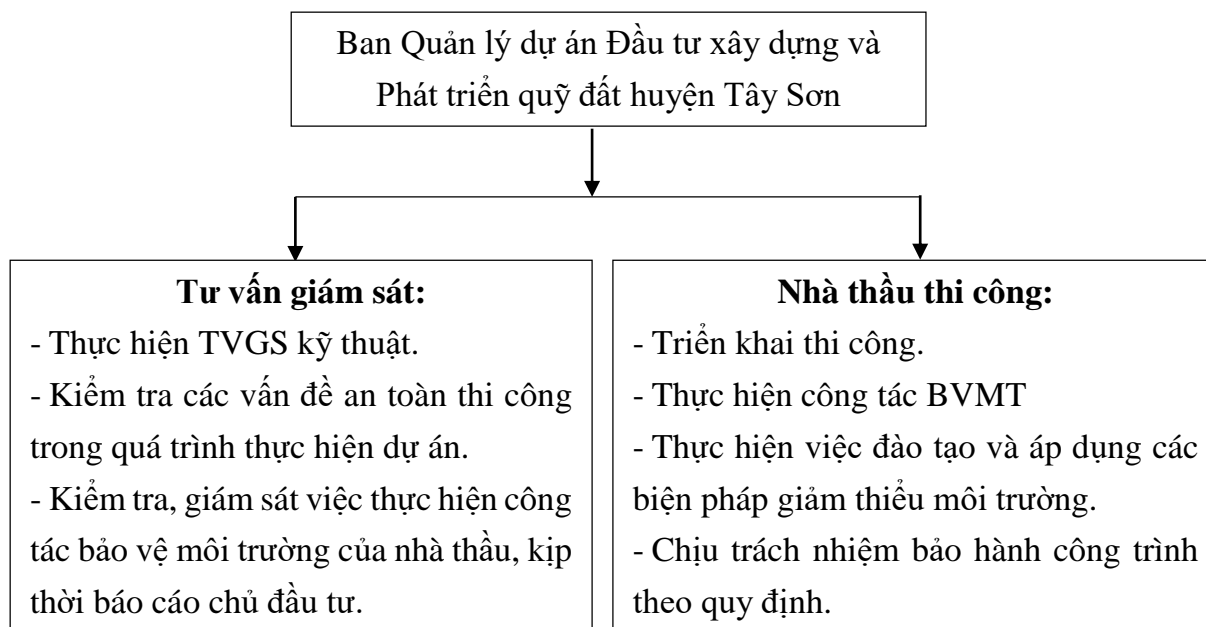 Ban Quản lý dự án Đầu tư xây dựng và
Phát triển quỹ đất huyện Tây Sơn
Tư vấn giám sát:
- Thực hiện TVGS kỹ thuật.
- Kiểm tra các vấn đề an toàn thi công
trong quá trình thực hiện dự án.
- Kiểm tra, giám sát việc thực hiện công
tác bảo vệ môi trường của nhà thầu, kịp
thời báo cáo chủ đầu tư.
Nhà thầu thi công:
- Triển khai thi công.
- Thực hiện công tác BVMT
- Thực hiện việc đào tạo và áp dụng các
biện pháp giảm thiểu môi trường.
- Chịu trách nhiệm bảo hành công trình
theo quy định.